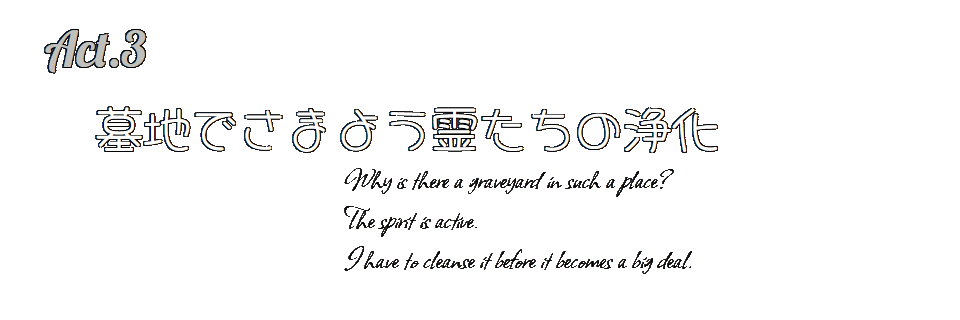 Act.3
墓地でさまよう霊たちの浄化
Why is there a graveyard in such a place?
The spirit is active.
I have to cleanse it before it becomes a big deal.